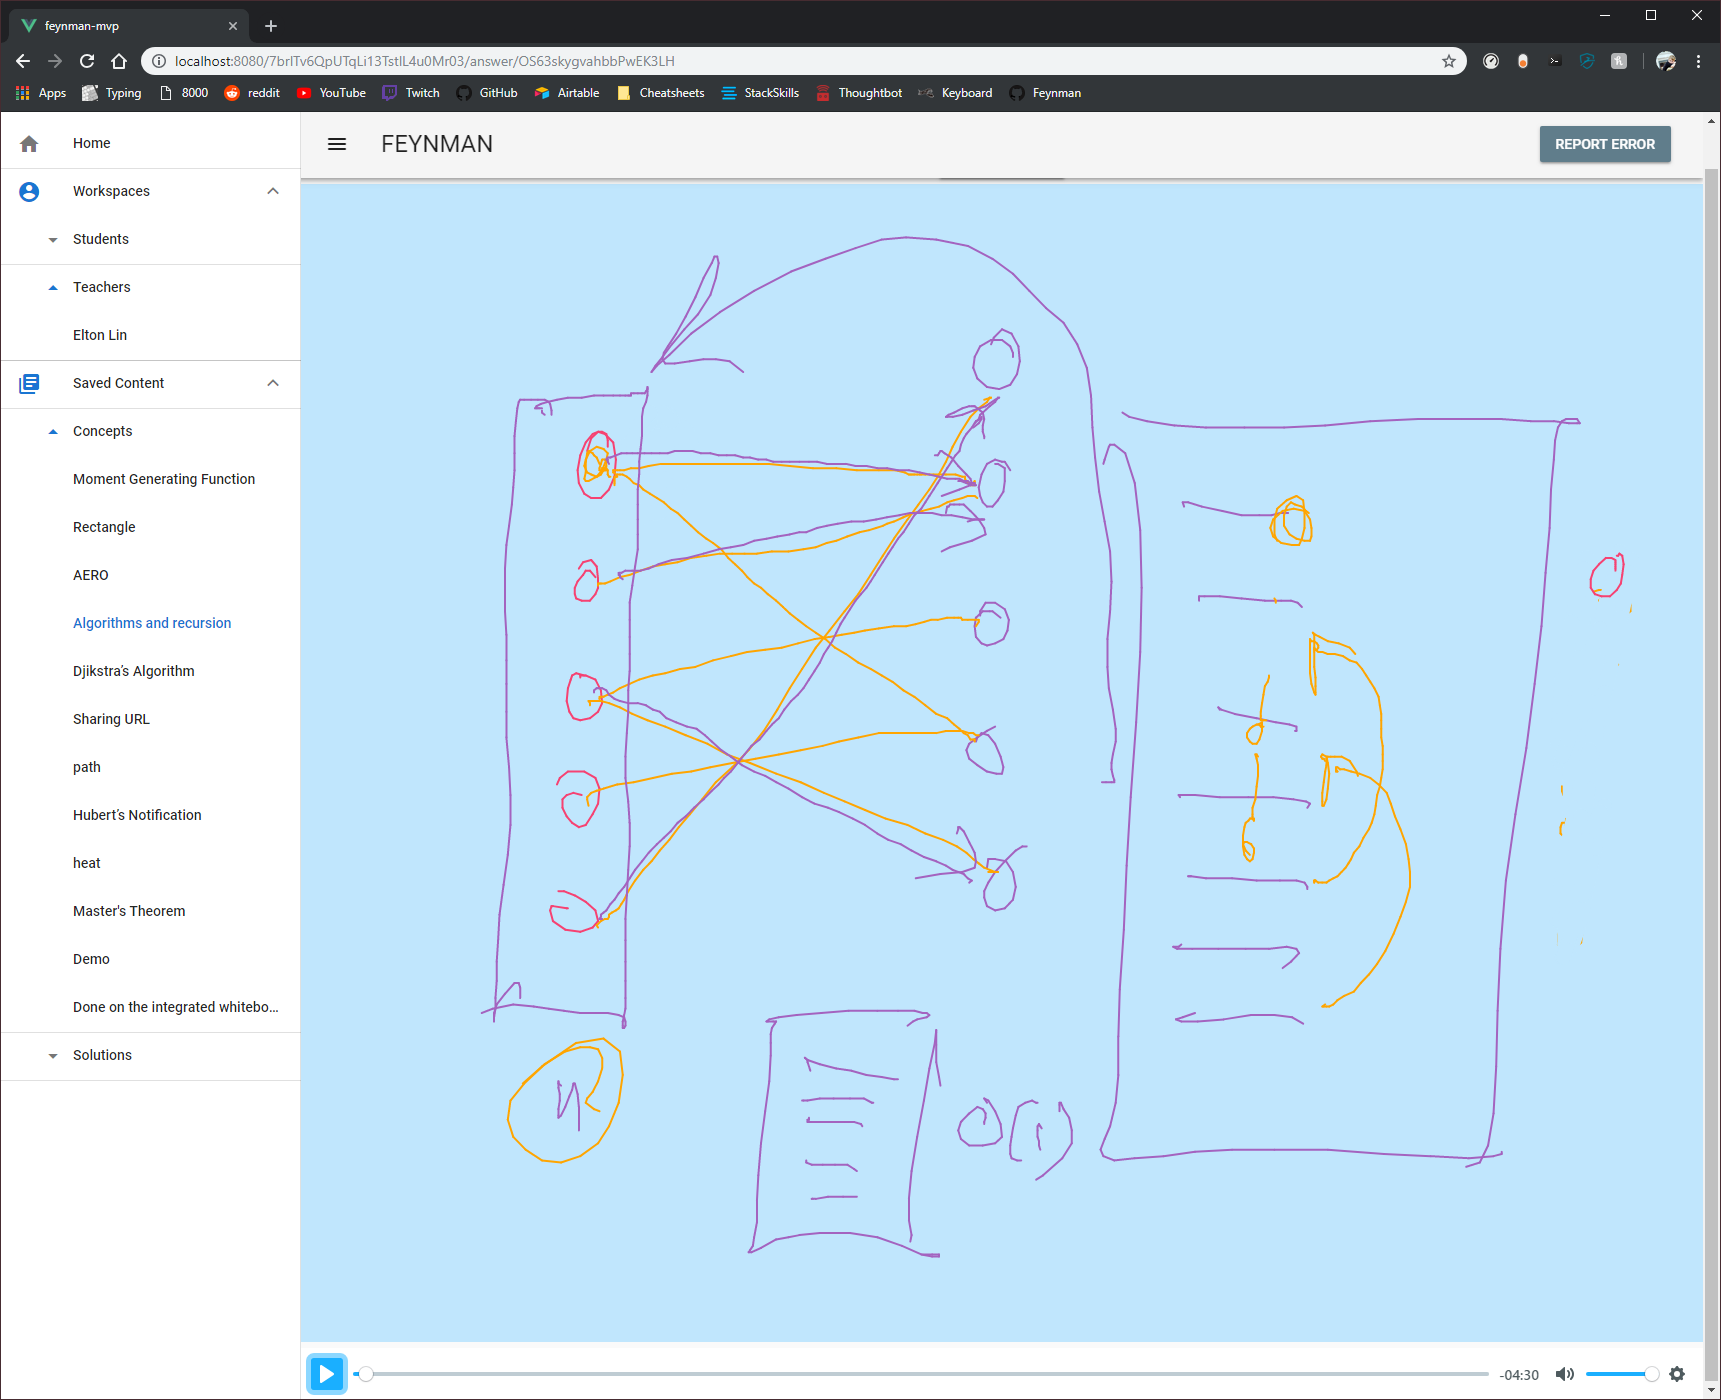 feynman-mvp
localhost:8080/7brlTv6QpUTqLi13TstlL4u0Mr03/answer/OS63skygvahbbPwEK3LH
Apps Typing 8000 reddit YouTube Twitch GitHub Airtable Cheatsheets StackSkills Thoughtbot Keyboard Feynman
Home
FEYNMAN
REPORT ERROR
Workspaces
Students
Teachers
Elton Lin
Saved Content
Concepts
Moment Generating Function
Rectangle
AERO
Algorithms and recursion
Djikstra's Algorithm
Sharing URL
path
Hubert's Notification
heat
Master's Theorem
Demo
Done on the integrated whitebo...
Solutions
n
O(1)
-04:30